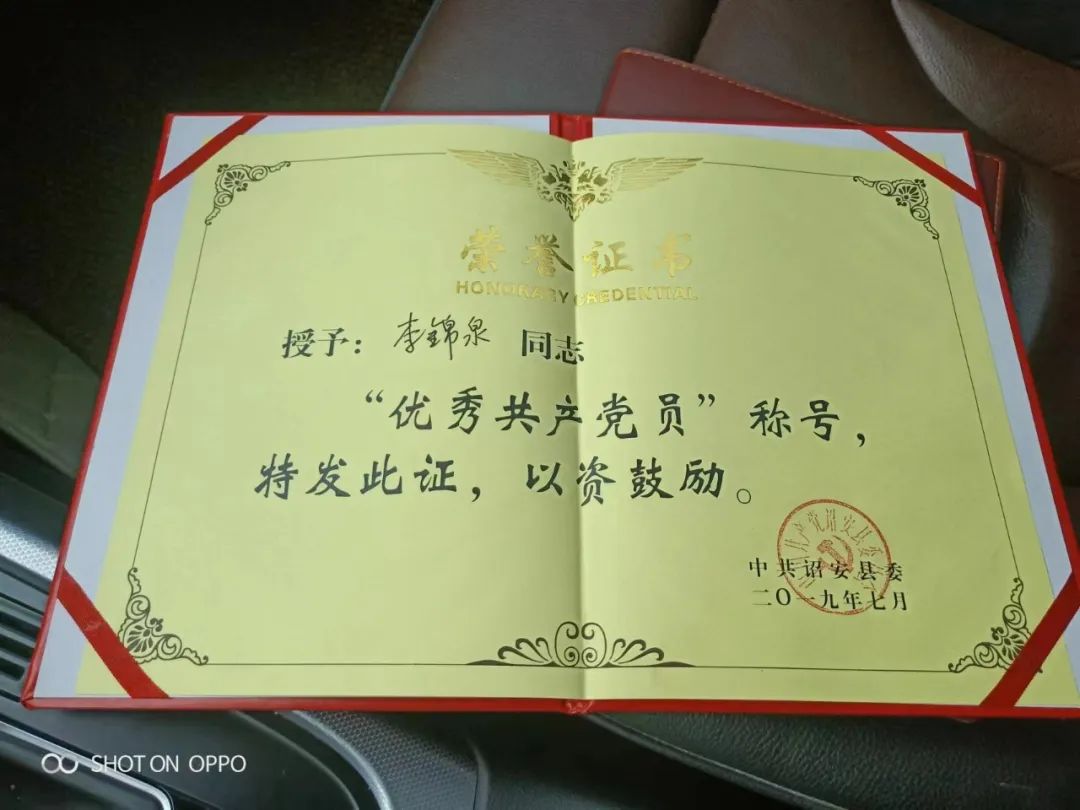 荣誉证书
HONORARY CREDENTIAL
授予：李锦泉 同志
“优秀共产党员”称号，
特发此证，以资鼓励。
中共诏安县委
二〇一九年七月
SHOT ON OPPO